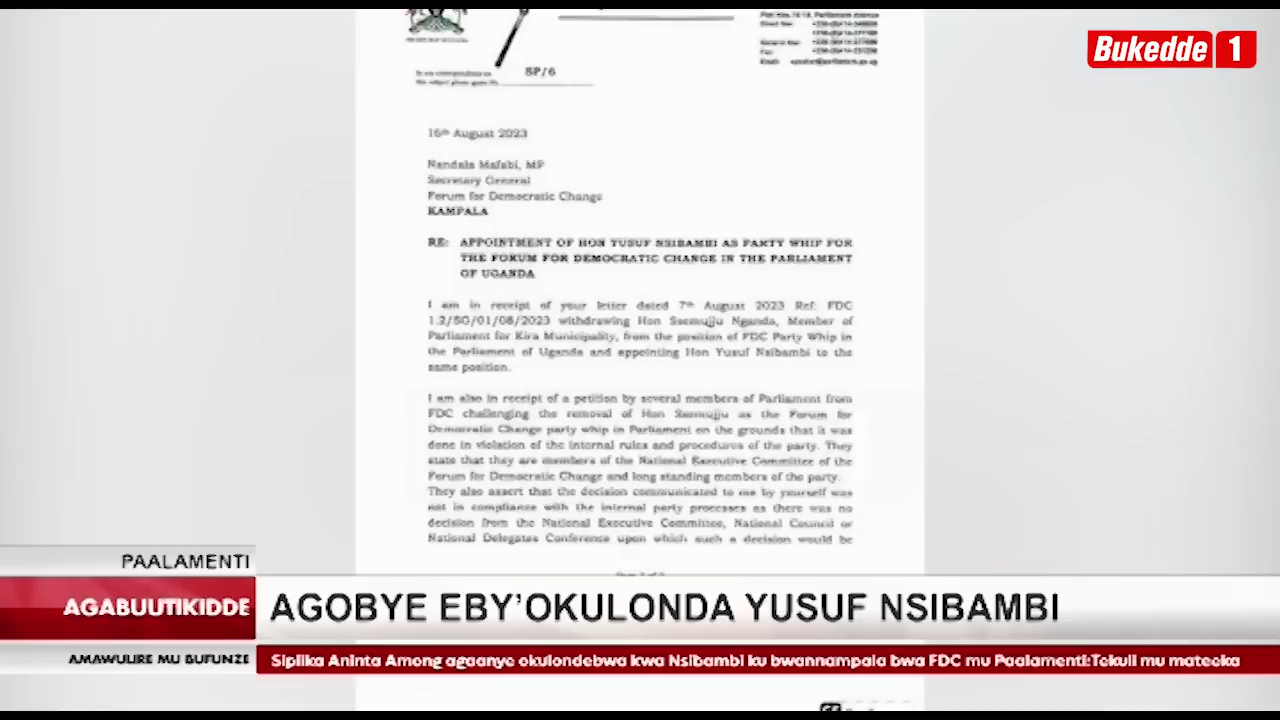 Bukedde 1
SP/6
16th August 2023
Nandala Mafabi, MP
Secretary General
Forum for Democratic Change
KAMPALA
RE: APPOINTMENT OF HON YUSUF NSIBAMBI AS PARTY WHIP FOR
THE FORUM FOR DEMOCRATIC CHANGE IN THE PARLIAMENT
OF UGANDA
I am in receipt of your letter dated 7th August 2023 Ref: FDC
1.2/SG/01/08/2023 withdrawing Hon Ssemujju Nganda, Member of
Parliament for Kira Municipality, from the position of FDC Party Whip in
the Parliament of Uganda and appointing Hon Yusuf Nsibambi to the
same position.
I am also in receipt of a petition by several members of Parliament from
FDC challenging the removal of Hon Ssemujju as the Forum for
Democratic Change party whip in Parliament on the grounds that it was
done in violation of the internal rules and procedures of the party. They
state that they are members of the National Executive Committee of the
Forum for Democratic Change and long standing members of the party.
They also assert that the decision communicated to me by yourself was
not in compliance with the internal party processes as there was no
decision from the National Executive Committee, National Council or
National Delegates Conference upon which such a decision would be
PAALAMENTI
AGABUUTIKIDDE
AGOBYE EBY'OKULONDA YUSUF NSIBAMBI
AMAWULIRE MU BUFUNZE
Sipiika Aninta Among agaanye okulondebwa kwa Nsibambi ku bwannampala bwa FDC mu Paalamenti:Tekuli mu mateeka